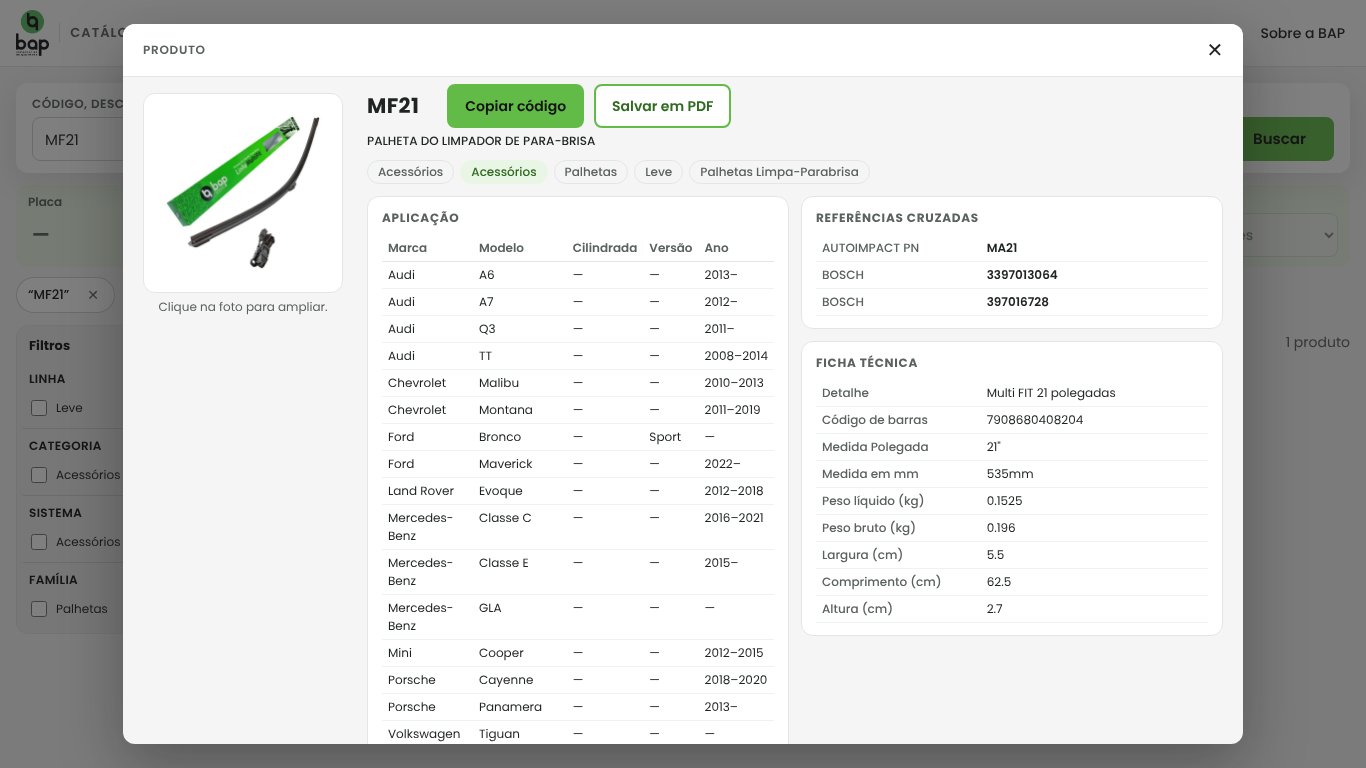 bap
CATÁLO
Sobre a BAP
PRODUTO
✕
CÓDIGO, DESC
MF21
Buscar
Placa
—
s
“MF21” ✕
1 produto
Filtros
LINHA
Leve
CATEGORIA
Acessórios
SISTEMA
Acessórios
FAMÍLIA
Palhetas
bap
Clique na foto para ampliar.
MF21
Copiar código
Salvar em PDF
PALHETA DO LIMPADOR DE PARA-BRISA
Acessórios Acessórios Palhetas Leve Palhetas Limpa-Parabrisa
APLICAÇÃO
Marca Modelo Cilindrada Versão Ano
Audi A6 — — 2013–
Audi A7 — — 2012–
Audi Q3 — — 2011–
Audi TT — — 2008–2014
Chevrolet Malibu — — 2010–2013
Chevrolet Montana — — 2011–2019
Ford Bronco — Sport —
Ford Maverick — — 2022–
Land Rover Evoque — — 2012–2018
Mercedes- Classe C — — 2016–2021
Benz
Mercedes- Classe E — — 2015–
Benz
Mercedes- GLA — — —
Benz
Mini Cooper — — 2012–2015
Porsche Cayenne — — 2018–2020
Porsche Panamera — — 2013–
Volkswagen Tiguan — — —
REFERÊNCIAS CRUZADAS
AUTOIMPACT PN MA21
BOSCH 3397013064
BOSCH 397016728
FICHA TÉCNICA
Detalhe Multi FIT 21 polegadas
Código de barras 7908680408204
Medida Polegada 21"
Medida em mm 535mm
Peso líquido (kg) 0.1525
Peso bruto (kg) 0.196
Largura (cm) 5.5
Comprimento (cm) 62.5
Altura (cm) 2.7